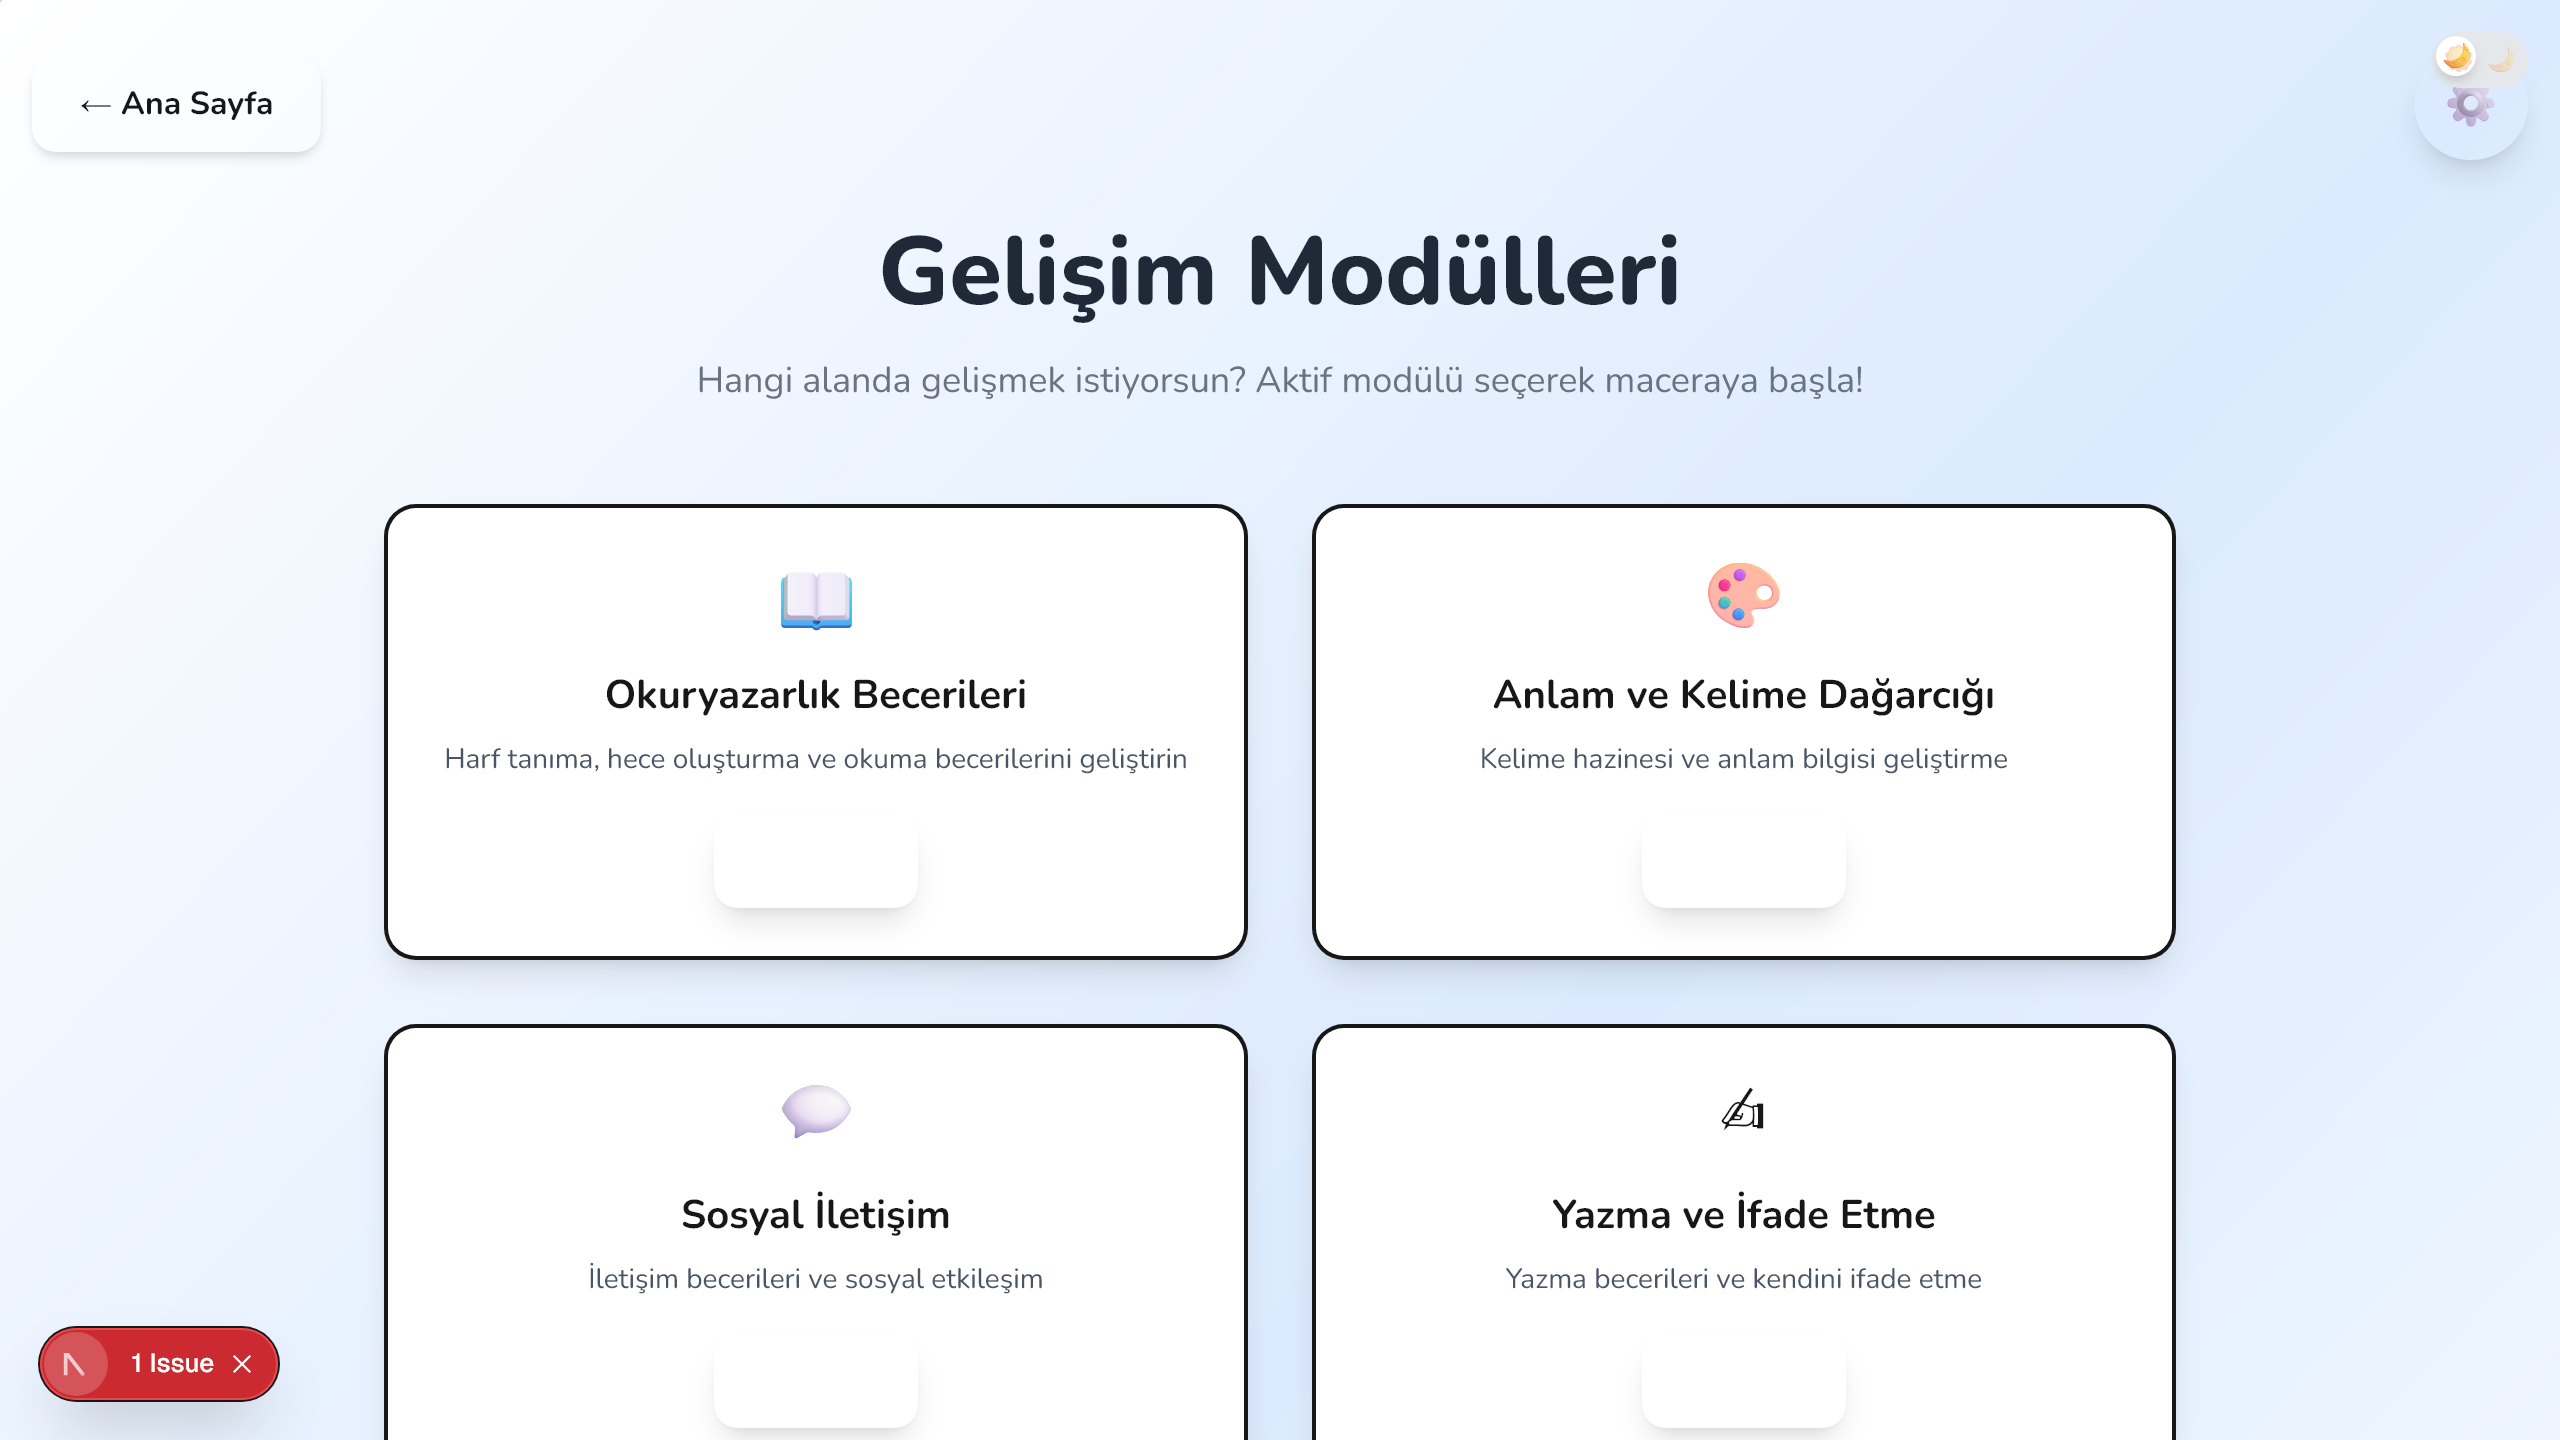 ← Ana Sayfa
Gelişim Modülleri
Hangi alanda gelişmek istiyorsun? Aktif modülü seçerek maceraya başla!
Okuryazarlık Becerileri
Harf tanıma, hece oluşturma ve okuma becerilerini geliştirin
Anlam ve Kelime Dağarcığı
Kelime hazinesi ve anlam bilgisi geliştirme
Sosyal İletişim
İletişim becerileri ve sosyal etkileşim
Yazma ve İfade Etme
Yazma becerileri ve kendini ifade etme
1 Issue